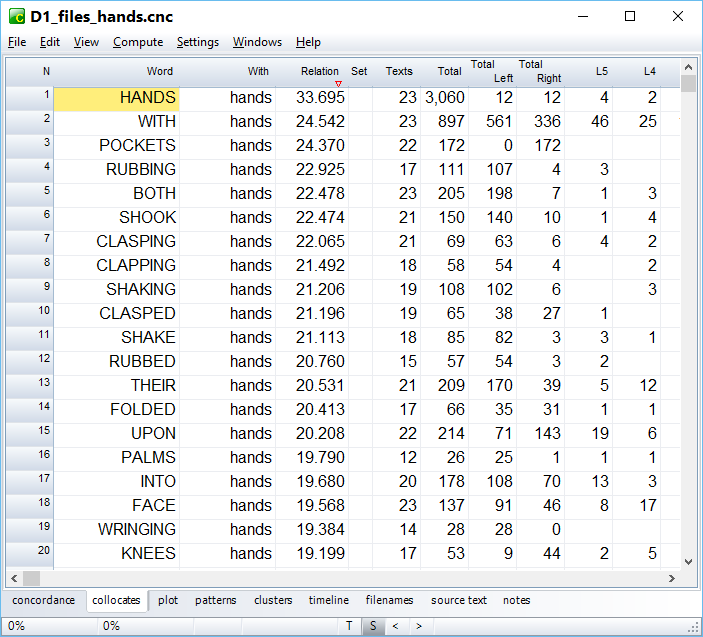 D1_files_hands.cnc
File Edit View Compute Settings Windows Help
N Word With Relation Set Texts Total Total Left Total Right L5 L4
1 HANDS hands 33.695 23 3,060 12 12 4 2
2 WITH hands 24.542 23 897 561 336 46 25
3 POCKETS hands 24.370 22 172 0 172
4 RUBBING hands 22.925 17 111 107 4 3
5 BOTH hands 22.478 23 205 198 7 1 3
6 SHOOK hands 22.474 21 150 140 10 1 4
7 CLASPING hands 22.065 21 69 63 6 4 2
8 CLAPPING hands 21.492 18 58 54 4 2
9 SHAKING hands 21.206 19 108 102 6 3
10 CLASPED hands 21.196 19 65 38 27 1
11 SHAKE hands 21.113 18 85 82 3 3 1
12 RUBBED hands 20.760 15 57 54 3 2
13 THEIR hands 20.531 21 209 170 39 5 12
14 FOLDED hands 20.413 17 66 35 31 1 1
15 UPON hands 20.208 22 214 71 143 19 6
16 PALMS hands 19.790 12 26 25 1 1 1
17 INTO hands 19.680 20 178 108 70 13 3
18 FACE hands 19.568 23 137 91 46 8 17
19 WRINGING hands 19.384 14 28 28 0
20 KNEES hands 19.199 17 53 9 44 2 5
concordance collocates plot patterns clusters timeline filenames source text notes
0% 0% T S < >